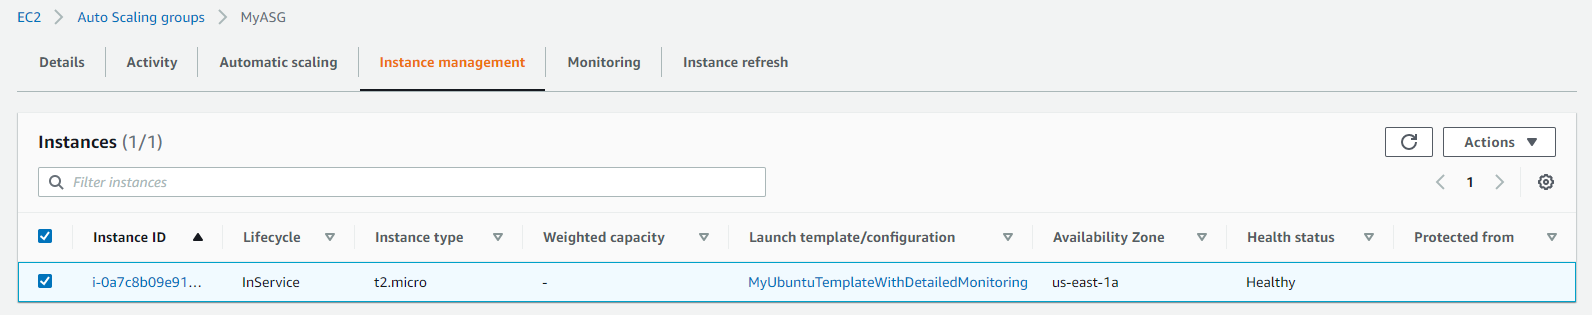 EC2 > Auto Scaling groups > MyASG
Details Activity Automatic scaling Instance management Monitoring Instance refresh
Instances (1/1)
Actions
Filter instances
1
Instance ID Lifecycle Instance type Weighted capacity Launch template/configuration Availability Zone Health status Protected from
i-0a7c8b09e91... InService t2.micro - MyUbuntuTemplateWithDetailedMonitoring us-east-1a Healthy